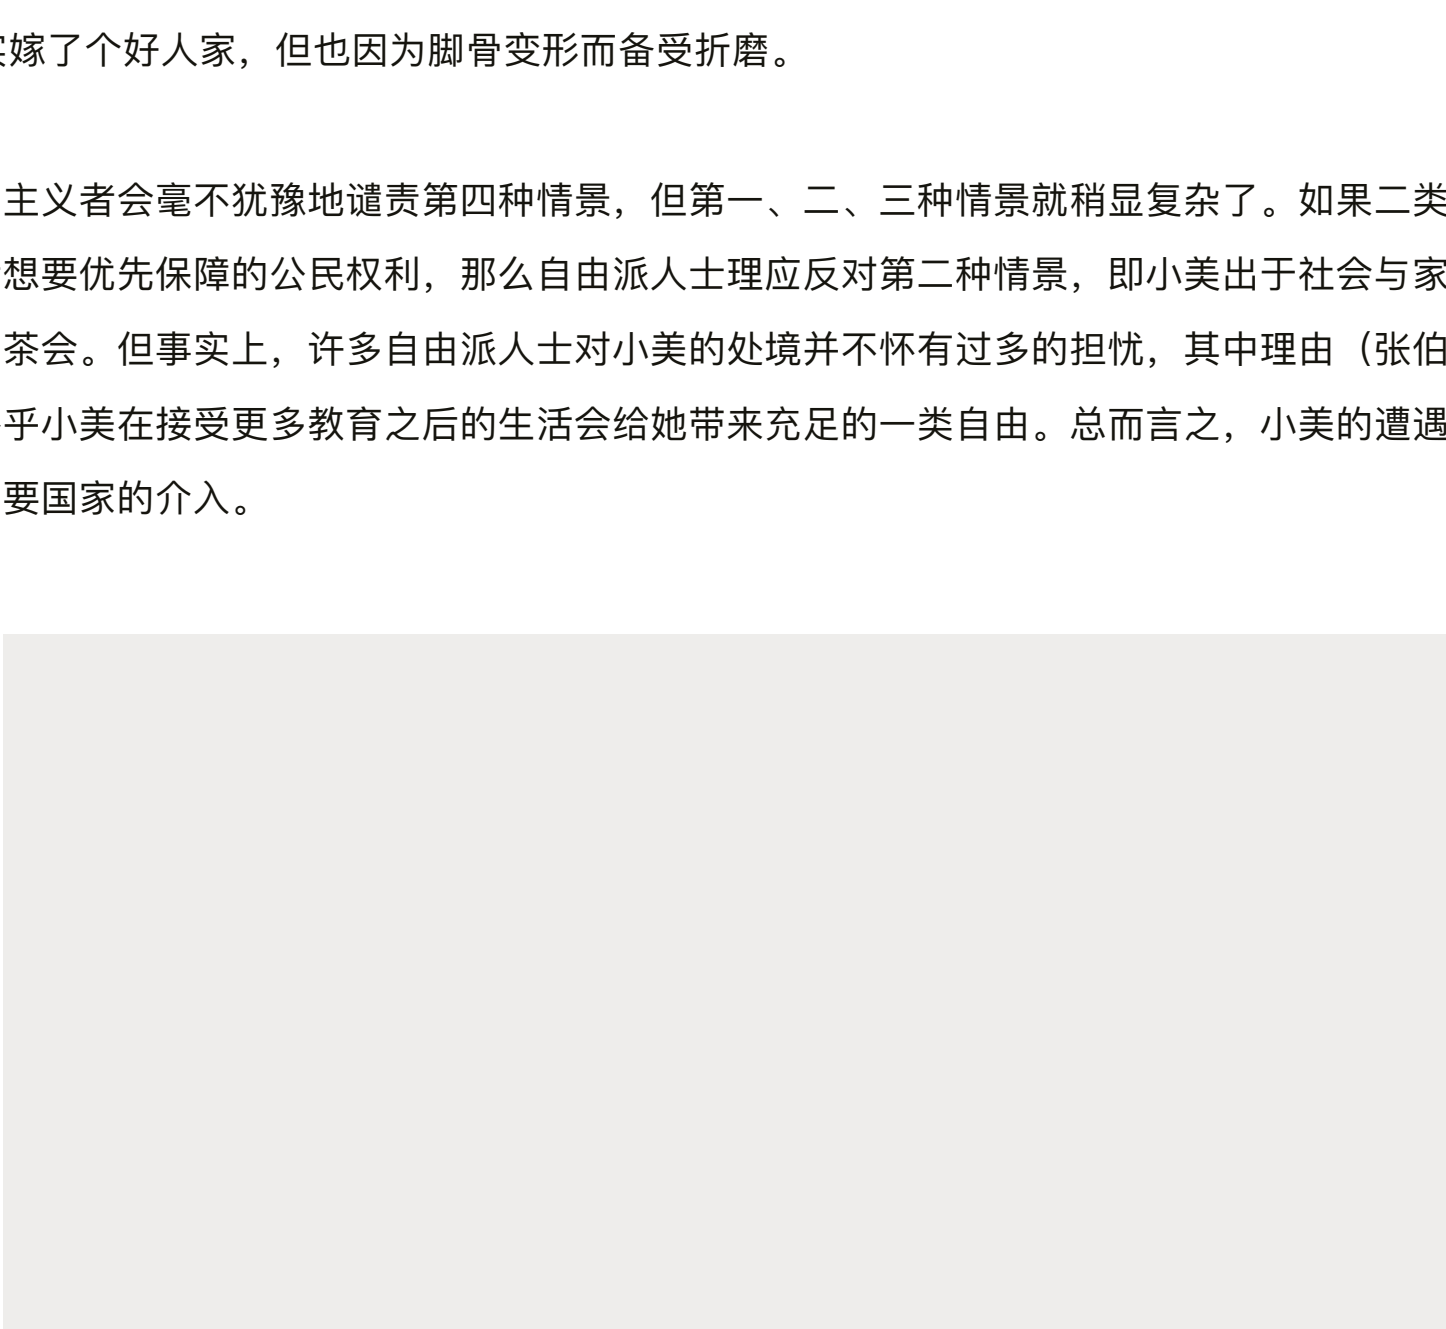 嫁了个好人家，但也因为脚骨变形而备受折磨。
主义者会毫不犹豫地谴责第四种情景，但第一、二、三种情景就稍显复杂了。如果二类
想要优先保障的公民权利，那么自由派人士理应反对第二种情景，即小美出于社会与家
茶会。但事实上，许多自由派人士对小美的处境并不怀有过多的担忧，其中理由（张伯
乎小美在接受更多教育之后的生活会给她带来充足的一类自由。总而言之，小美的遭遇
要国家的介入。